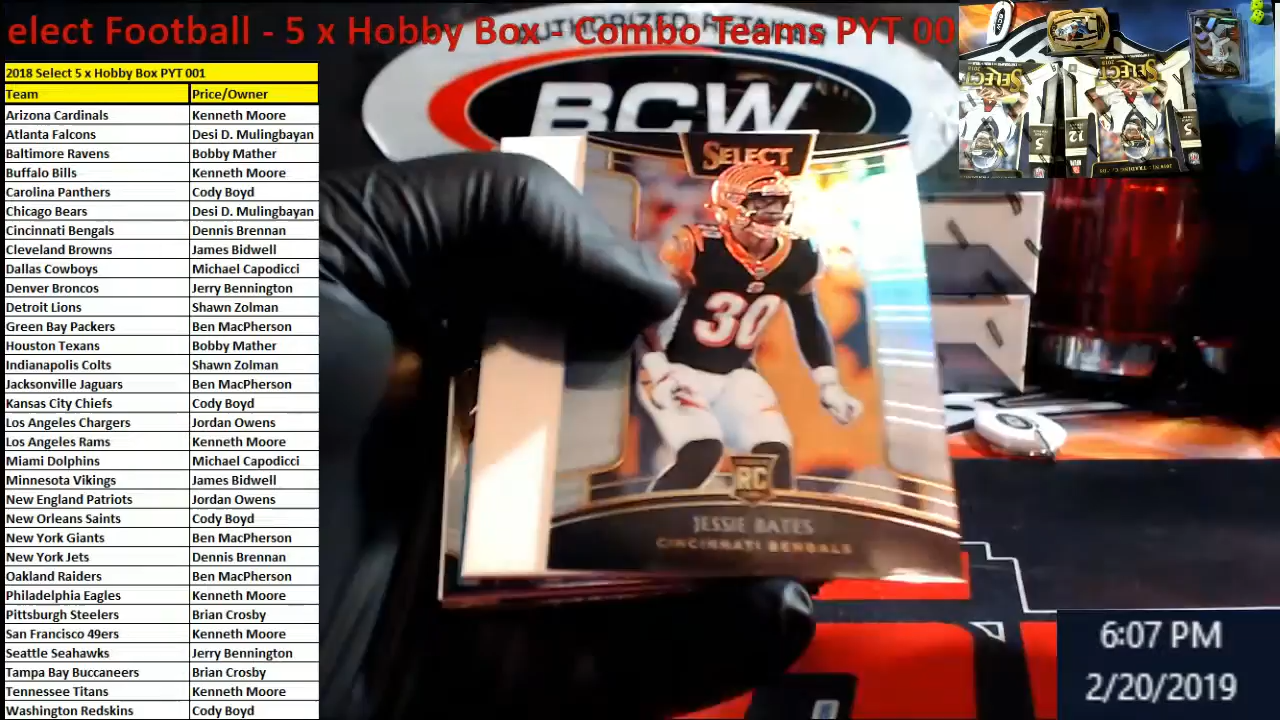 elect Football - 5 x Hobby Box - Combo Teams PYT 00
AUTHORIZED RETAILER
BCW
2018 Select 5 x Hobby Box PYT 001
Team Price/Owner
Arizona Cardinals Kenneth Moore
Atlanta Falcons Desi D. Mulingbayan
Baltimore Ravens Bobby Mather
Buffalo Bills Kenneth Moore
Carolina Panthers Cody Boyd
Chicago Bears Desi D. Mulingbayan
Cincinnati Bengals Dennis Brennan
Cleveland Browns James Bidwell
Dallas Cowboys Michael Capodicci
Denver Broncos Jerry Bennington
Detroit Lions Shawn Zolman
Green Bay Packers Ben MacPherson
Houston Texans Bobby Mather
Indianapolis Colts Shawn Zolman
Jacksonville Jaguars Ben MacPherson
Kansas City Chiefs Cody Boyd
Los Angeles Chargers Jordan Owens
Los Angeles Rams Kenneth Moore
Miami Dolphins Michael Capodicci
Minnesota Vikings James Bidwell
New England Patriots Jordan Owens
New Orleans Saints Cody Boyd
New York Giants Ben MacPherson
New York Jets Dennis Brennan
Oakland Raiders Ben MacPherson
Philadelphia Eagles Kenneth Moore
Pittsburgh Steelers Brian Crosby
San Francisco 49ers Kenneth Moore
Seattle Seahawks Jerry Bennington
Tampa Bay Buccaneers Brian Crosby
Tennessee Titans Kenneth Moore
Washington Redskins Cody Boyd
SELECT
30
RC
JESSIE BATES
CINCINNATI BENGALS
SELECT
SELECT
5
12
5
6:07 PM
2/20/2019